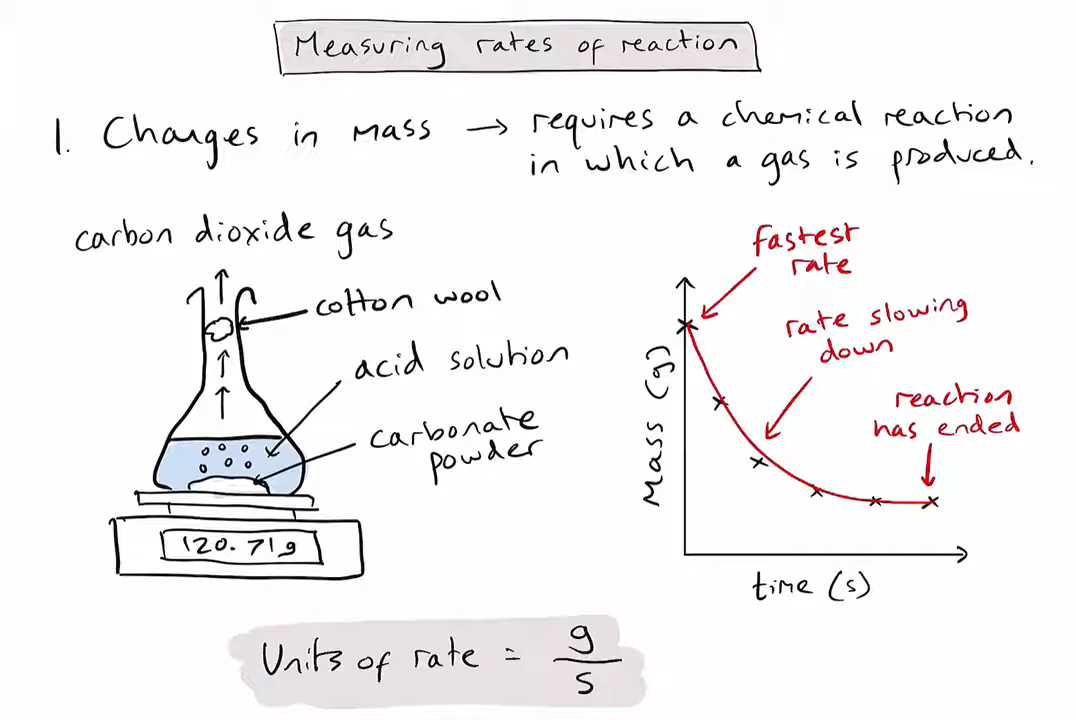 Measuring rates of reaction
1. Changes in mass → requires a chemical reaction
in which a gas is produced.
carbon dioxide gas
cotton wool
acid solution
carbonate
powder
120.71g
fastest
rate
rate slowing
down
reaction
has ended
Mass (g)
time (s)
Units of rate = g
s